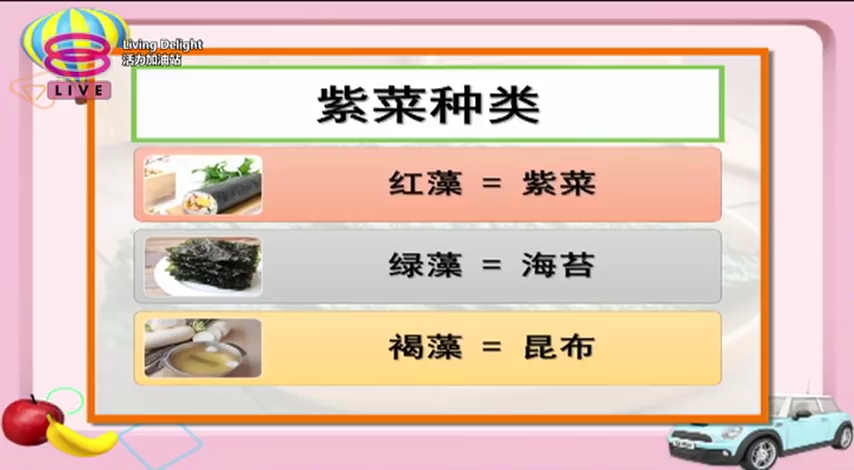 Living Delight
活力加油站
LIVE
紫菜种类
红藻 = 紫菜
绿藻 = 海苔
褐藻 = 昆布